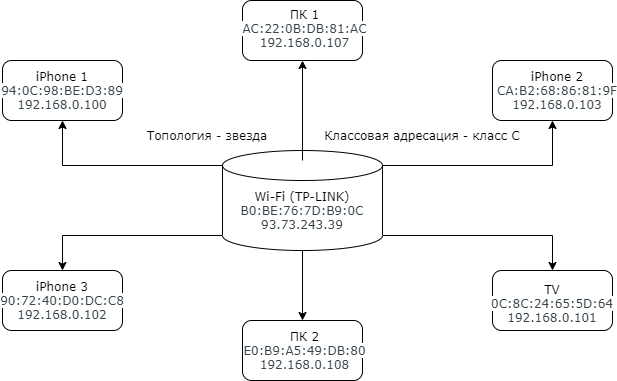 ПК 1
AC:22:0B:DB:81:AC
192.168.0.107
iPhone 1
94:0C:98:BE:D3:89
192.168.0.100
iPhone 2
CA:B2:68:86:81:9F
192.168.0.103
Топология - звезда
Классовая адресация - класс C
Wi-Fi (TP-LINK)
B0:BE:76:7D:B9:0C
93.73.243.39
iPhone 3
90:72:40:D0:DC:C8
192.168.0.102
TV
0C:8C:24:65:5D:64
192.168.0.101
ПК 2
E0:B9:A5:49:DB:80
192.168.0.108